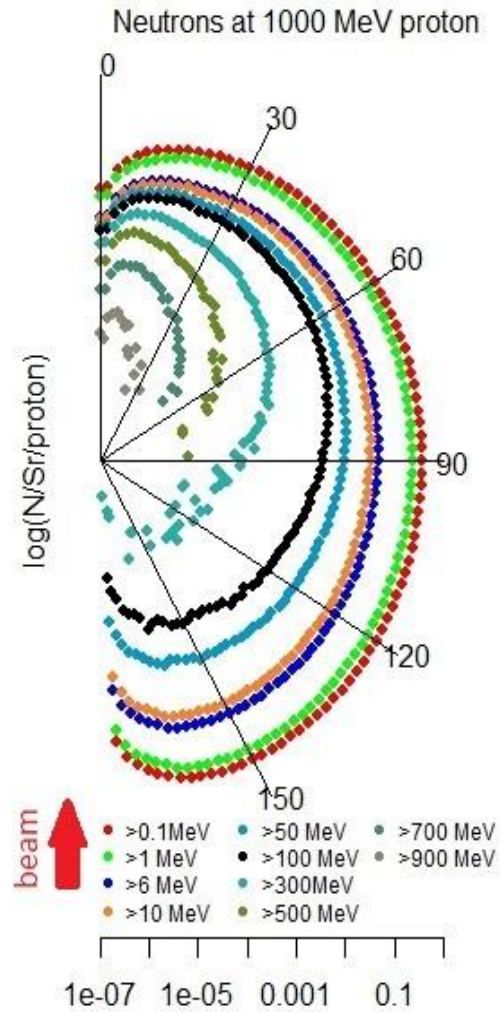 Neutrons at 1000 MeV proton
0
30
60
90
120
150
log(N/Sr/proton)
beam
>0.1MeV >50 MeV >700 MeV
>1 MeV >100 MeV >900 MeV
>6 MeV >300MeV
>10 MeV >500 MeV
1e-07 1e-05 0.001 0.1